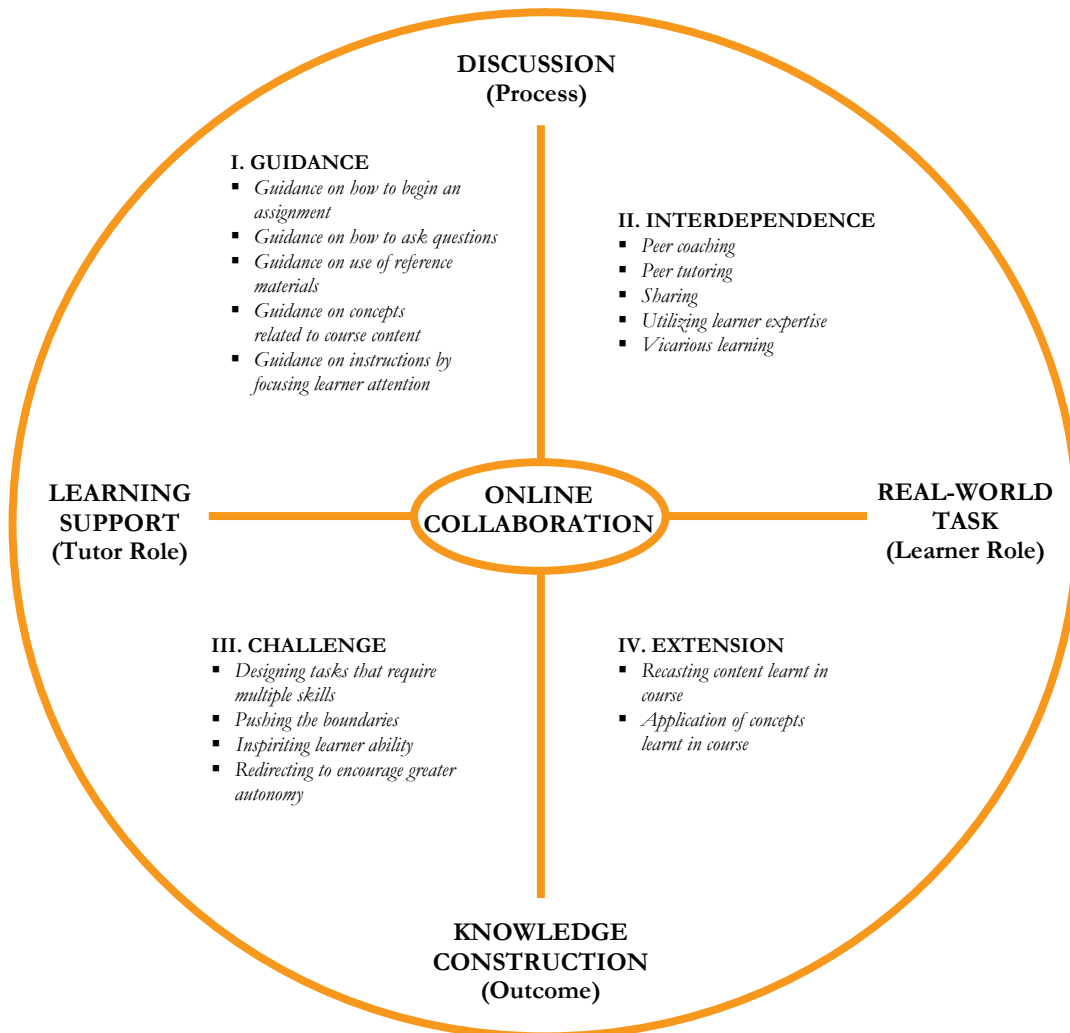 DISCUSSION
(Process)
I. GUIDANCE
▪ Guidance on how to begin an
assignment
▪ Guidance on how to ask questions
▪ Guidance on use of reference
materials
▪ Guidance on concepts
related to course content
▪ Guidance on instructions by
focusing learner attention
II. INTERDEPENDENCE
▪ Peer coaching
▪ Peer tutoring
▪ Sharing
▪ Utilizing learner expertise
▪ Vicarious learning
LEARNING
SUPPORT
(Tutor Role)
ONLINE
COLLABORATION
REAL-WORLD
TASK
(Learner Role)
III. CHALLENGE
▪ Designing tasks that require
multiple skills
▪ Pushing the boundaries
▪ Inspiriting learner ability
▪ Redirecting to encourage greater
autonomy
IV. EXTENSION
▪ Recasting content learnt in
course
▪ Application of concepts
learnt in course
KNOWLEDGE
CONSTRUCTION
(Outcome)